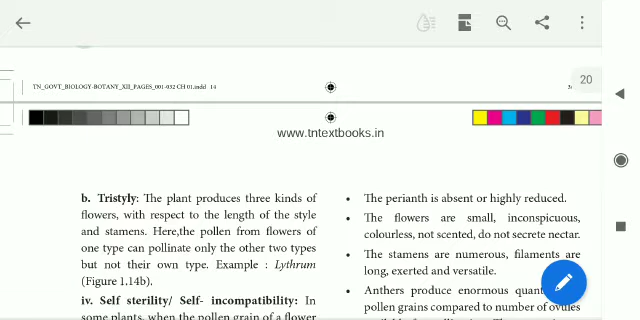 20
TN_GOVT_BIOLOGY-BOTANY_XII_PAGES_001-032 CH 01.indd 14
www.tntextbooks.in
b. Tristyly: The plant produces three kinds of
flowers, with respect to the length of the style
and stamens. Here,the pollen from flowers of
one type can pollinate only the other two types
but not their own type. Example : Lythrum
(Figure 1.14b).
iv. Self sterility/ Self- incompatibility: In
some plants, when the pollen grain of a flower
• The perianth is absent or highly reduced.
• The flowers are small, inconspicuous,
colourless, not scented, do not secrete nectar.
• The stamens are numerous, filaments are
long, exerted and versatile.
• Anthers produce enormous
pollen grains compared to number of ovules